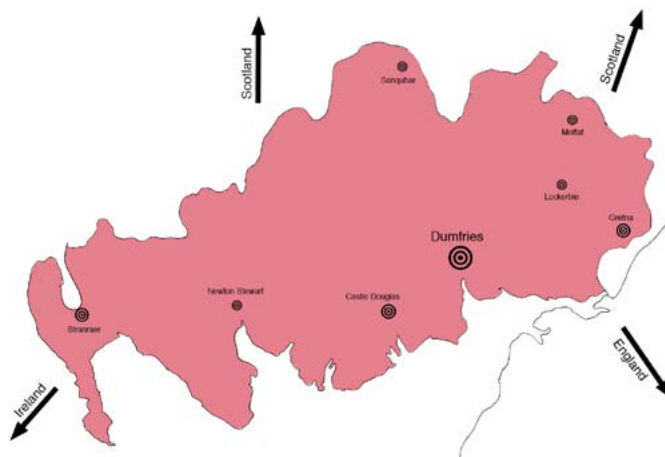 Scotland
Scotland
Sanquhar
Moffat
Lockerbie
Gretna
Dumfries
Newton Stewart
Castle Douglas
Stranraer
Ireland
England